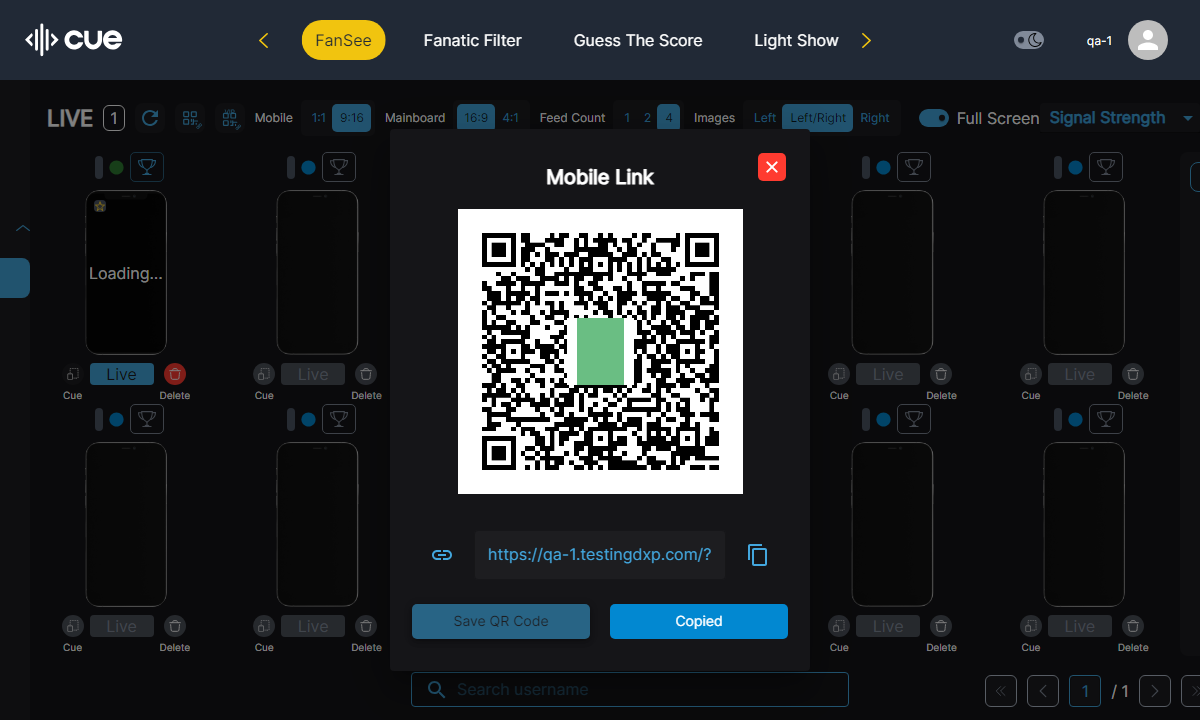 cue
FanSee
Fanatic Filter
Guess The Score
Light Show
qa-1
LIVE 1
Mobile 1:1 9:16
Mainboard 16:9 4:1
Feed Count 1 2 4
Images Left Left/Right Right
Full Screen
Signal Strength
Mobile Link
Loading...
Live
Live
Live
Live
Cue Delete
Cue Delete
Cue Delete
Cue Delete
https://qa-1.testingdxp.com/?
Save QR Code
Copied
Live
Live
Live
Live
Cue Delete
Cue Delete
Cue Delete
Cue Delete
Search username
1 / 1